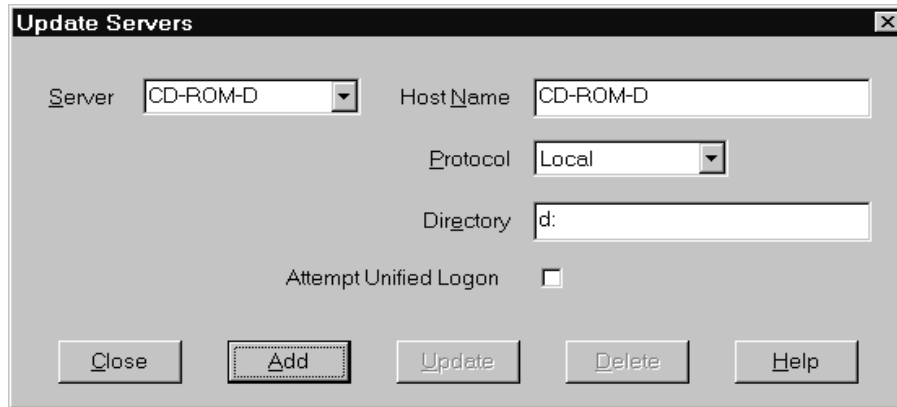 Update Servers
Server CD-ROM-D Host Name CD-ROM-D
Protocol Local
Directory d:
Attempt Unified Logon
Close Add Update Delete Help